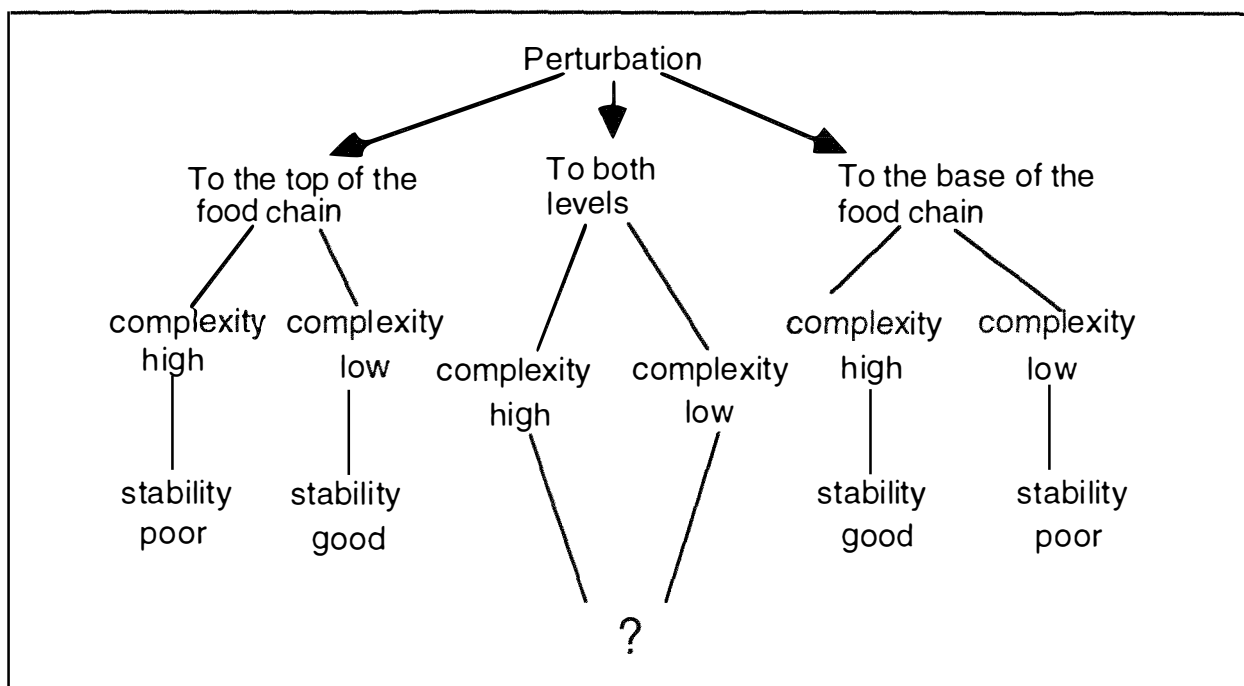 Perturbation
To the top of the
food chain
To both
levels
To the base of the
food chain
complexity
high
complexity
low
complexity
high
complexity
low
complexity
high
complexity
low
stability
poor
stability
good
stability
good
stability
poor
?